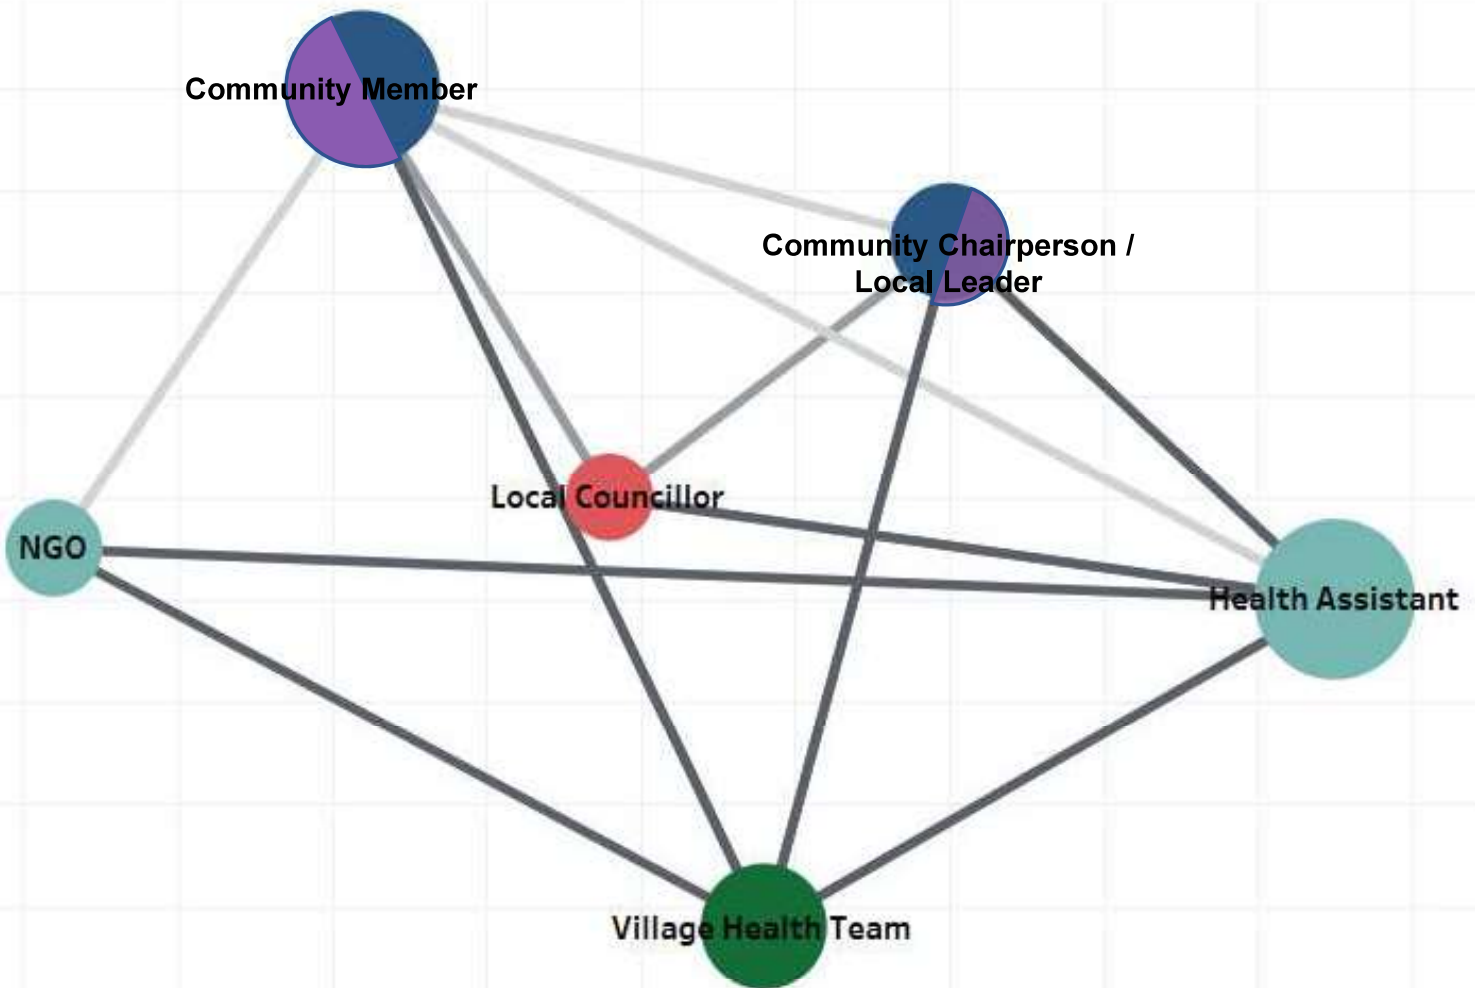 Community Member
Community Chairperson /
Local Leader
Local Councillor
NGO
Health Assistant
Village Health Team